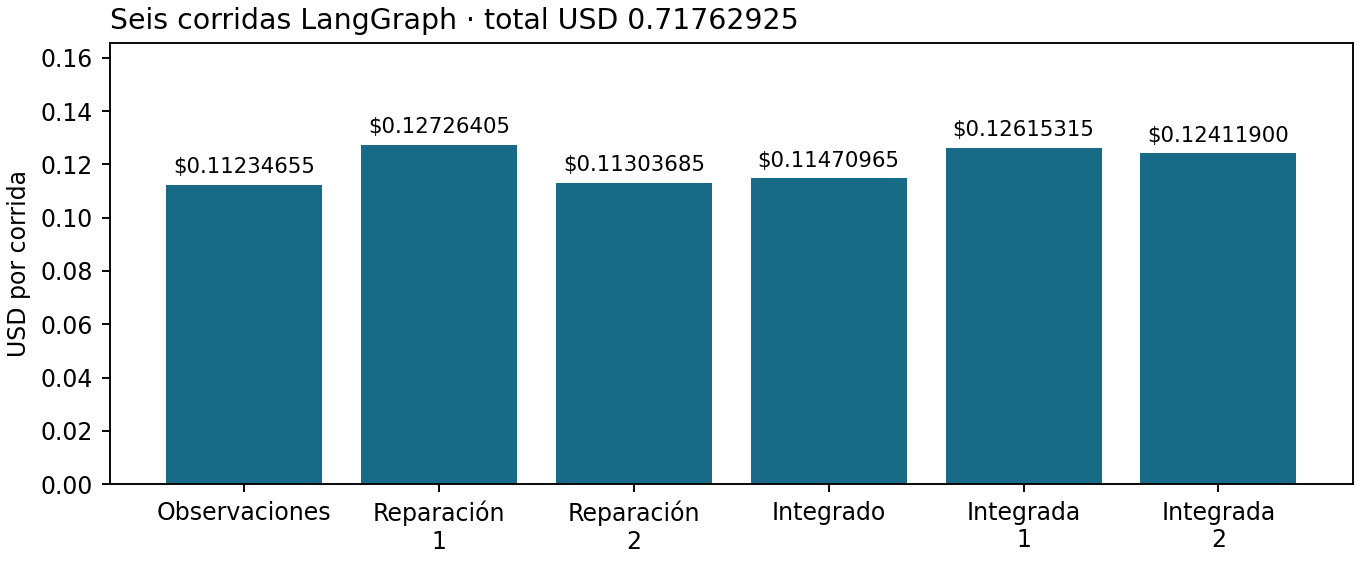 Seis corridas LangGraph · total USD 0.71762925
USD por corrida
0.16
0.14
0.12
0.10
0.08
0.06
0.04
0.02
0.00
$0.11234655
$0.12726405
$0.11303685
$0.11470965
$0.12615315
$0.12411900
Observaciones
Reparación
1
Reparación
2
Integrado
Integrada
1
Integrada
2